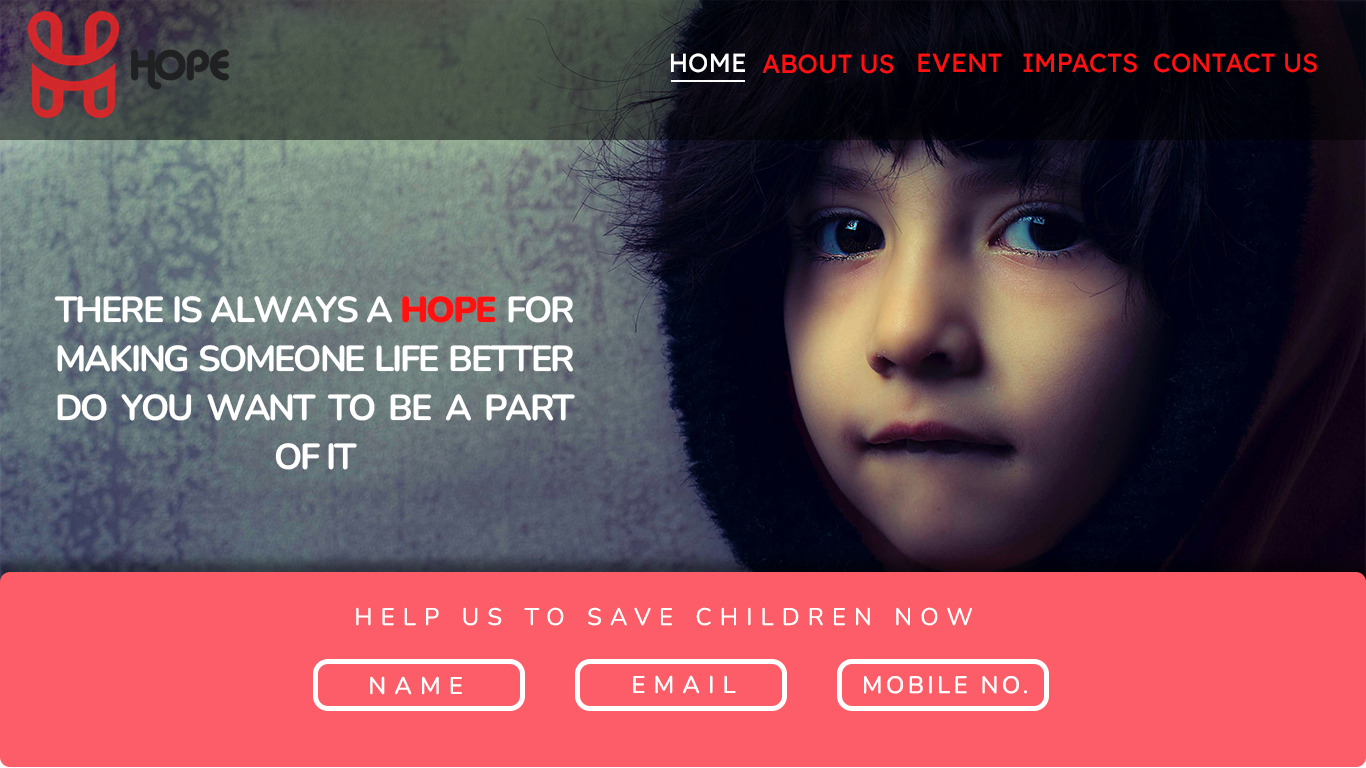 HOPE
HOME ABOUT US EVENT IMPACTS CONTACT US
THERE IS ALWAYS A HOPE FOR
MAKING SOMEONE LIFE BETTER
DO YOU WANT TO BE A PART
OF IT
HELP US TO SAVE CHILDREN NOW
NAME EMAIL MOBILE NO.